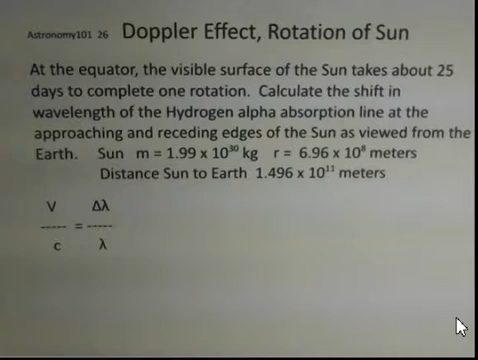 Astronomy101 26 Doppler Effect, Rotation of Sun
At the equator, the visible surface of the Sun takes about 25
days to complete one rotation. Calculate the shift in
wavelength of the Hydrogen alpha absorption line at the
approaching and receding edges of the Sun as viewed from the
Earth. Sun m = 1.99 x 10³⁰ kg r = 6.96 x 10⁸ meters
Distance Sun to Earth 1.496 x 10¹¹ meters
V Δλ
----- = -----
c λ